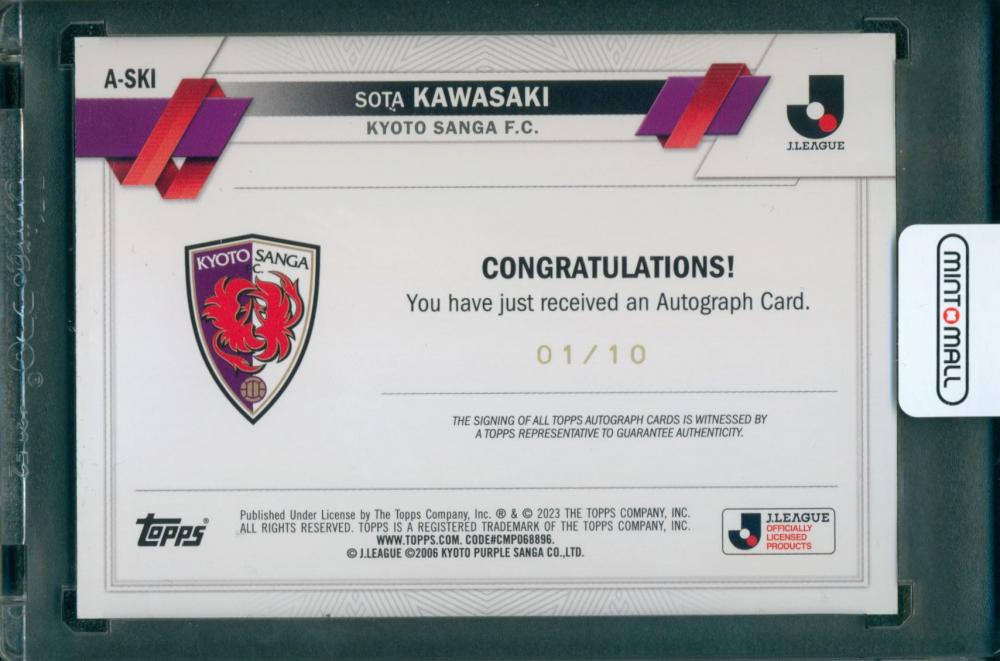 A-SKI
SOTA KAWASAKI
KYOTO SANGA F.C.
J.LEAGUE
KYOTO SANGA
F.C.
CONGRATULATIONS!
You have just received an Autograph Card.
01/10
THE SIGNING OF ALL TOPPS AUTOGRAPH CARDS IS WITNESSED BY
A TOPPS REPRESENTATIVE TO GUARANTEE AUTHENTICITY.
MINTMALL
Topps®
Published Under License by The Topps Company, Inc. ® & © 2023 THE TOPPS COMPANY, INC.
ALL RIGHTS RESERVED. TOPPS IS A REGISTERED TRADEMARK OF THE TOPPS COMPANY, INC.
WWW.TOPPS.COM. CODE#CMP068896.
© J.LEAGUE ©2006 KYOTO PURPLE SANGA CO.,LTD.
J.LEAGUE
OFFICIALLY
LICENSED
PRODUCTS